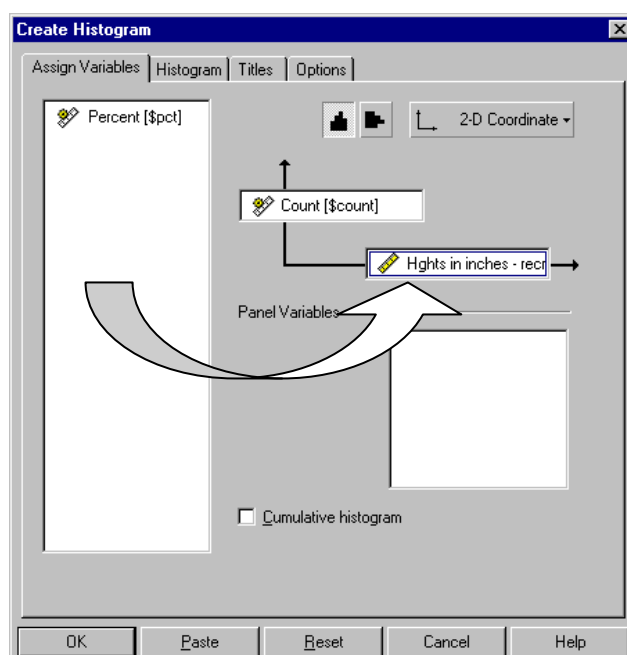 Create Histogram
Assign Variables Histogram Titles Options
Percent [$pct]
2-D Coordinate
Count [$count]
Hghts in inches - recr
Panel Variables
Cumulative histogram
OK Paste Reset Cancel Help